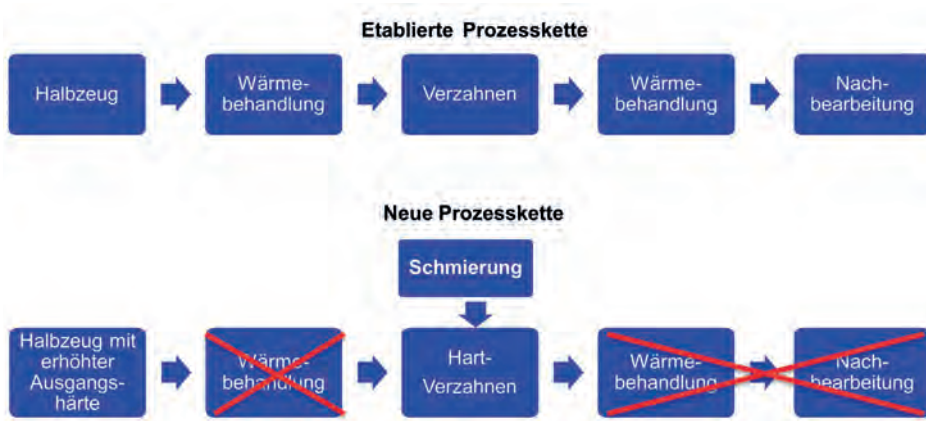 Etablierte Prozesskette
Halbzeug
Wärme-
behandlung
Verzahnen
Wärme-
behandlung
Nach-
bearbeitung
Neue Prozesskette
Schmierung
Halbzeug mit
erhöhter
Ausgangs-
härte
Wärme-
behandlung
Hart-
Verzahnen
Wärme-
behandlung
Nach-
bearbeitung